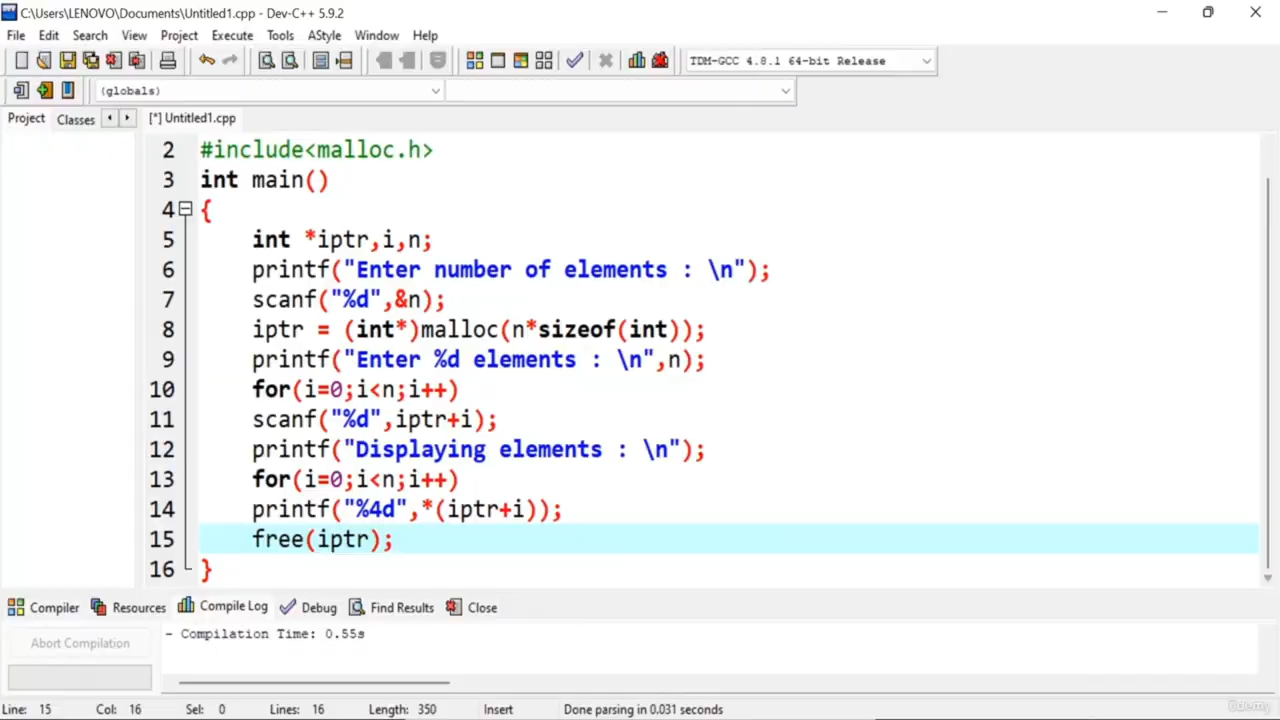 C:\Users\LENOVO\Documents\Untitled1.cpp - Dev-C++ 5.9.2
File Edit Search View Project Execute Tools AStyle Window Help
TDM-GCC 4.8.1 64-bit Release
(globals)
Project Classes [*] Untitled1.cpp
2 #include<malloc.h>
3 int main()
4 {
5 int *iptr,i,n;
6 printf("Enter number of elements : \n");
7 scanf("%d",&n);
8 iptr = (int*)malloc(n*sizeof(int));
9 printf("Enter %d elements : \n",n);
10 for(i=0;i<n;i++)
11 scanf("%d",iptr+i);
12 printf("Displaying elements : \n");
13 for(i=0;i<n;i++)
14 printf("%4d",*(iptr+i));
15 free(iptr);
16 }
Compiler Resources Compile Log Debug Find Results Close
Abort Compilation
- Compilation Time: 0.55s
Line: 15 Col: 16 Sel: 0 Lines: 16 Length: 350 Insert Done parsing in 0.031 seconds
Udemy